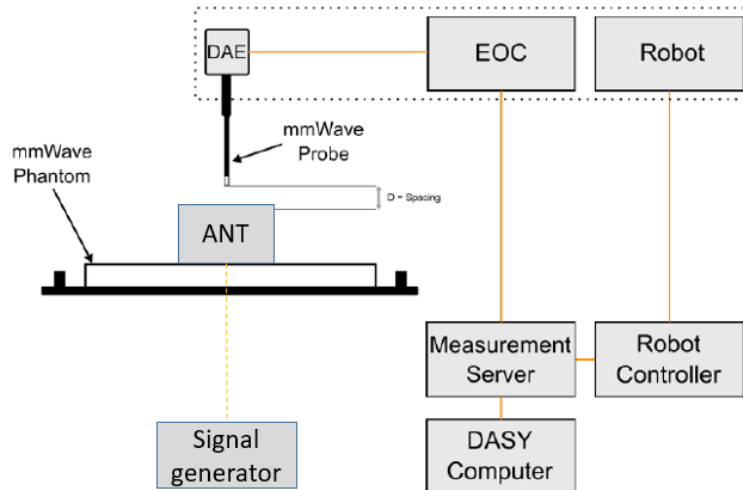 DAE
EOC
Robot
mmWave
Probe
mmWave
Phantom
D = Spacing
ANT
Measurement
Server
Robot
Controller
Signal
generator
DASY
Computer